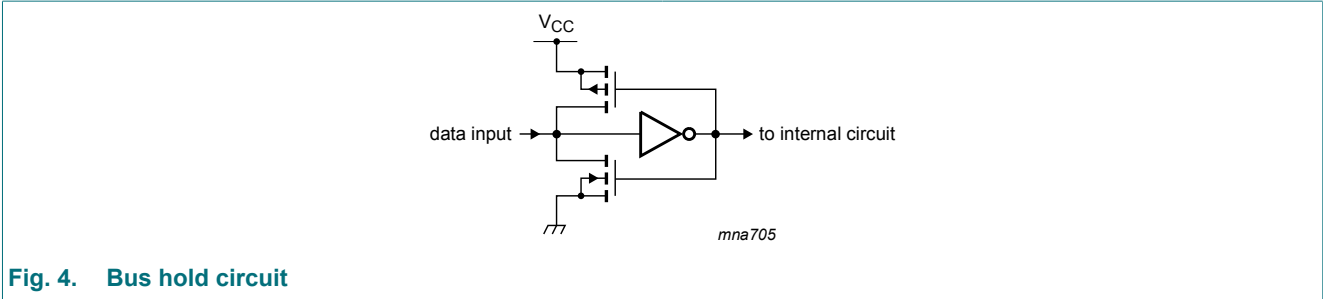 VCC
data input
to internal circuit
mna705
Fig. 4. Bus hold circuit